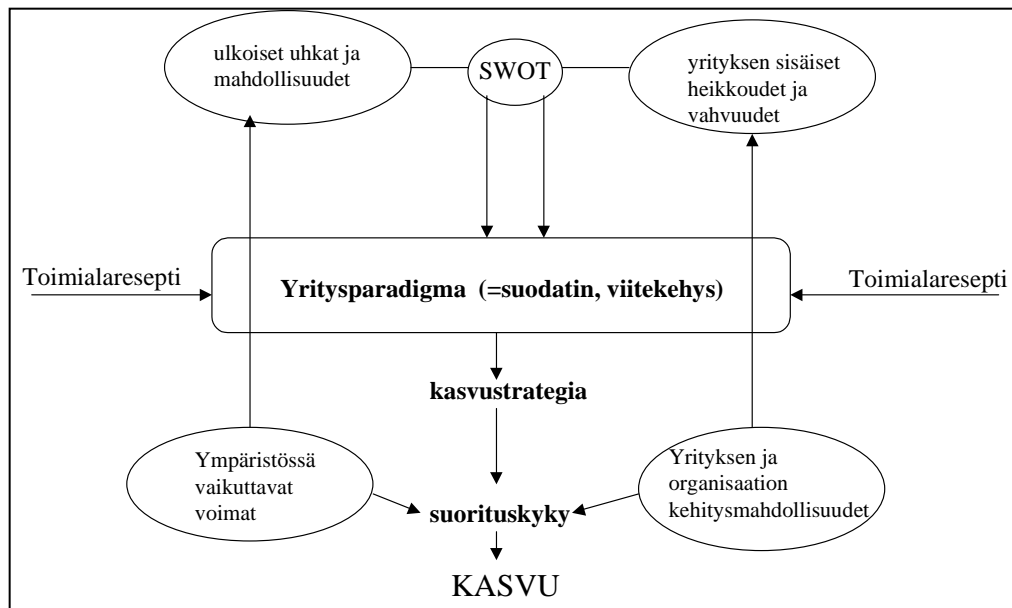 ulkoiset uhkat ja
mahdollisuudet
SWOT
yrityksen sisäiset
heikkoudet ja
vahvuudet
Toimialaresepti
Yritysparadigma (=suodatin, viitekehys)
Toimialaresepti
kasvustrategia
Ympäristössä
vaikuttavat
voimat
Yrityksen ja
organisaation
kehitysmahdollisuudet
suorituskyky
KASVU